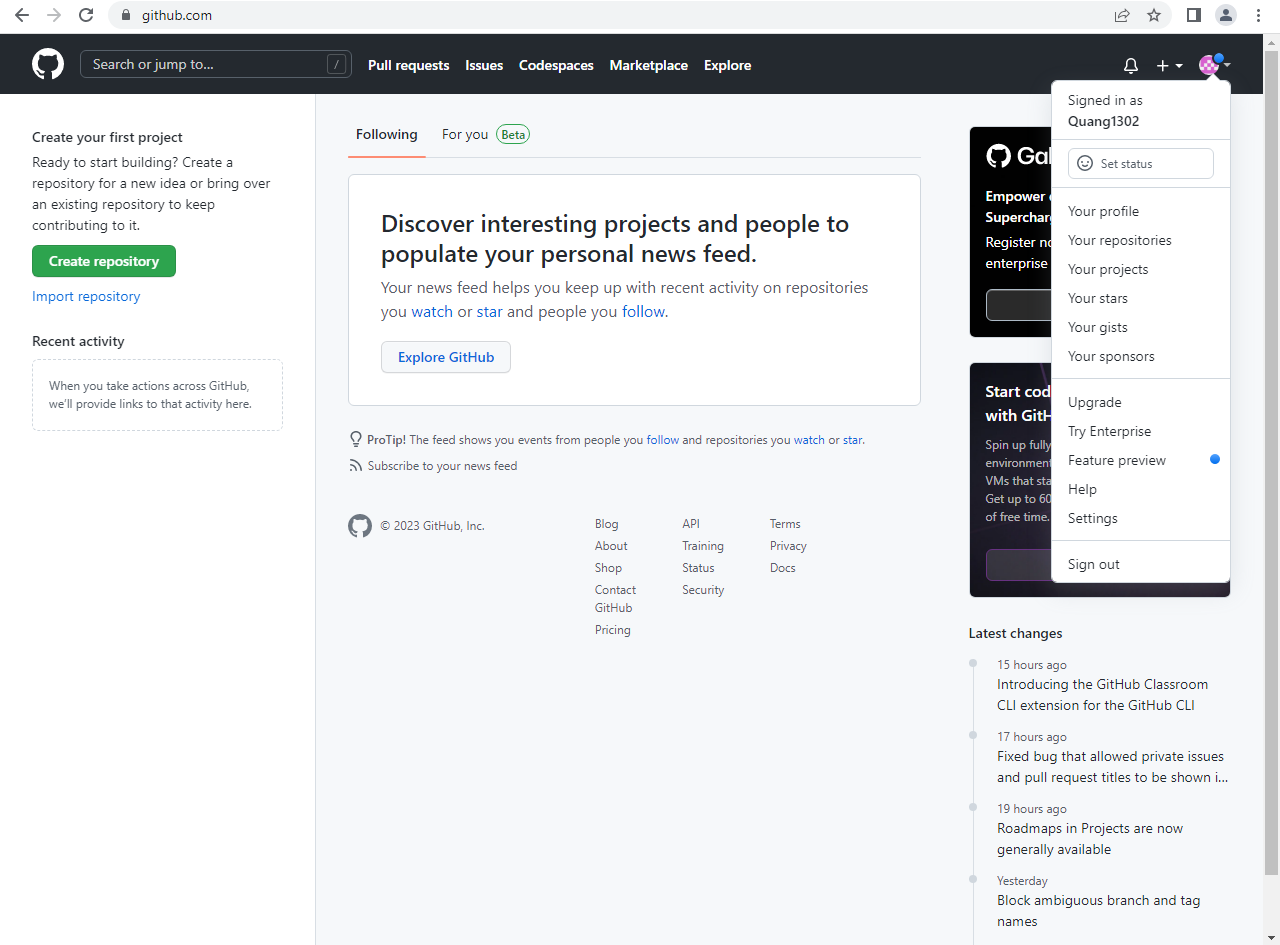 github.com
Search or jump to...
/
Pull requests
Issues
Codespaces
Marketplace
Explore
Create your first project
Ready to start building? Create a
repository for a new idea or bring over
an existing repository to keep
contributing to it.
Create repository
Import repository
Recent activity
When you take actions across GitHub,
we'll provide links to that activity here.
Following
For you
Beta
Discover interesting projects and people to
populate your personal news feed.
Your news feed helps you keep up with recent activity on repositories
you watch or star and people you follow.
Explore GitHub
ProTip! The feed shows you events from people you follow and repositories you watch or star.
Subscribe to your news feed
© 2023 GitHub, Inc.
Blog
About
Shop
Contact
GitHub
Pricing
API
Training
Status
Security
Terms
Privacy
Docs
Empower
Register
enterprise
Start
with
Spin up fully
VMs that
Get up to 60
of free time.
Signed in as
Quang1302
Set status
Your profile
Your repositories
Your projects
Your stars
Your gists
Your sponsors
Upgrade
Try Enterprise
Feature preview
Help
Settings
Sign out
Latest changes
15 hours ago
Introducing the GitHub Classroom
CLI extension for the GitHub CLI
17 hours ago
Fixed bug that allowed private issues
and pull request titles to be shown i...
19 hours ago
Roadmaps in Projects are now
generally available
Yesterday
Block ambiguous branch and tag
names